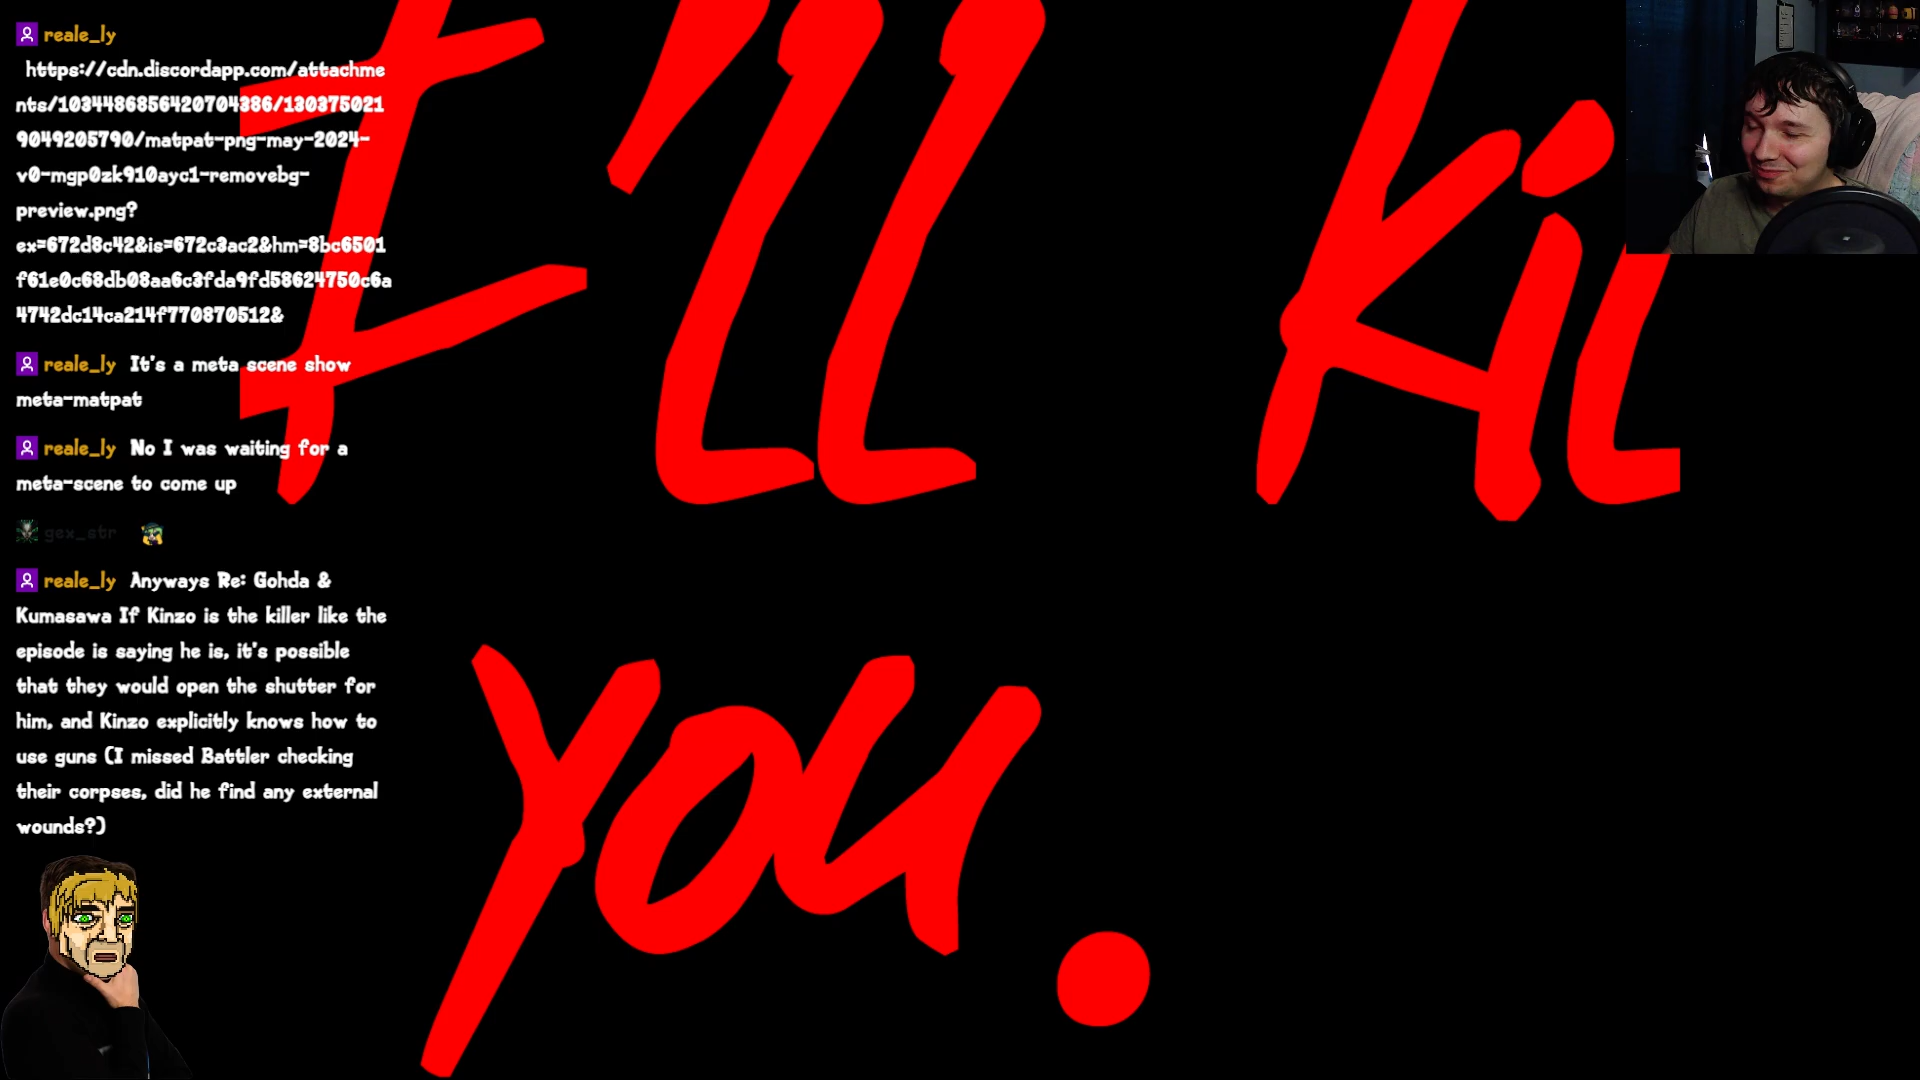 reale_ly
https://cdn.discordapp.com/attachme
nts/1034486856420704386/130375021
9049205790/matpat-png-may-2024-
v0-mgp0zk910ayc1-removebg-
preview.png?
ex=672d8c42&is=672c3ac2&hm=8bc6501
f61e0c68db08aa6c3fda9fd58624750c6a
4742dc14ca214f770870512&
reale_ly It's a meta scene show
meta-matpat
reale_ly No I was waiting for a
meta-scene to come up
gex_str
reale_ly Anyways Re: Gohda &
Kumasawa If Kinzo is the killer like the
episode is saying he is, it's possible
that they would open the shutter for
him, and Kinzo explicitly knows how to
use guns (I missed Battler checking
their corpses, did he find any external
wounds?)
I'll kil
you.